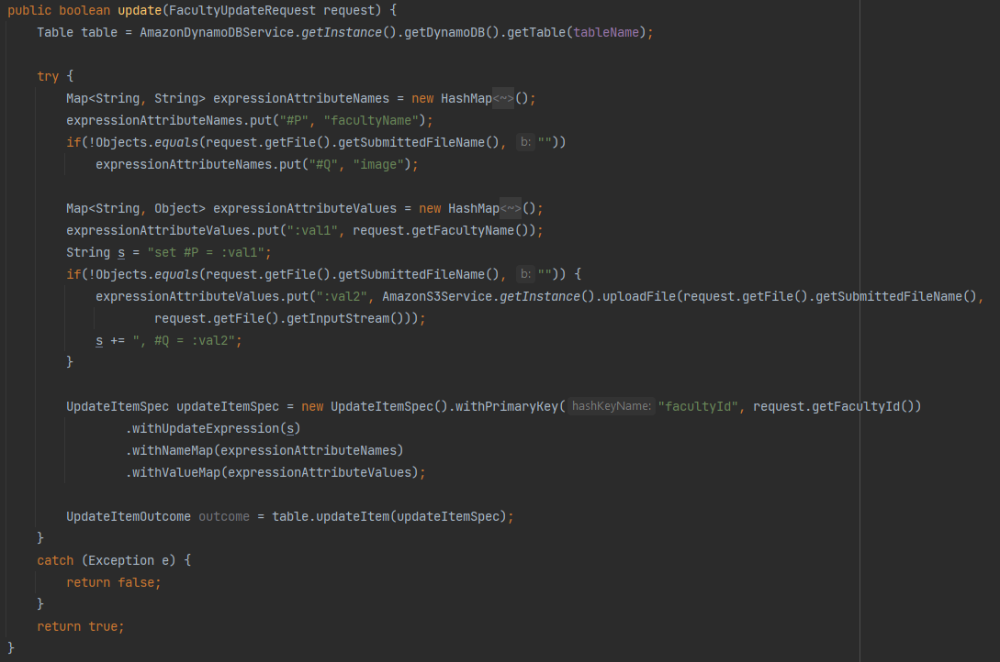 public boolean update(FacultyUpdateRequest request) {
Table table = AmazonDynamoDBService.getInstance().getDynamoDB().getTable(tableName);
try {
Map<String, String> expressionAttributeNames = new HashMap<~>();
expressionAttributeNames.put("#P", "facultyName");
if(!Objects.equals(request.getFile().getSubmittedFileName(), b: ""))
expressionAttributeNames.put("#Q", "image");
Map<String, Object> expressionAttributeValues = new HashMap<~>();
expressionAttributeValues.put(":val1", request.getFacultyName());
String s = "set #P = :val1";
if(!Objects.equals(request.getFile().getSubmittedFileName(), b: "")) {
expressionAttributeValues.put(":val2", AmazonS3Service.getInstance().uploadFile(request.getFile().getSubmittedFileName(),
request.getFile().getInputStream()));
s += ", #Q = :val2";
}
UpdateItemSpec updateItemSpec = new UpdateItemSpec().withPrimaryKey( hashKeyName: "facultyId", request.getFacultyId())
.withUpdateExpression(s)
.withNameMap(expressionAttributeNames)
.withValueMap(expressionAttributeValues);
UpdateItemOutcome outcome = table.updateItem(updateItemSpec);
}
catch (Exception e) {
return false;
}
return true;
}